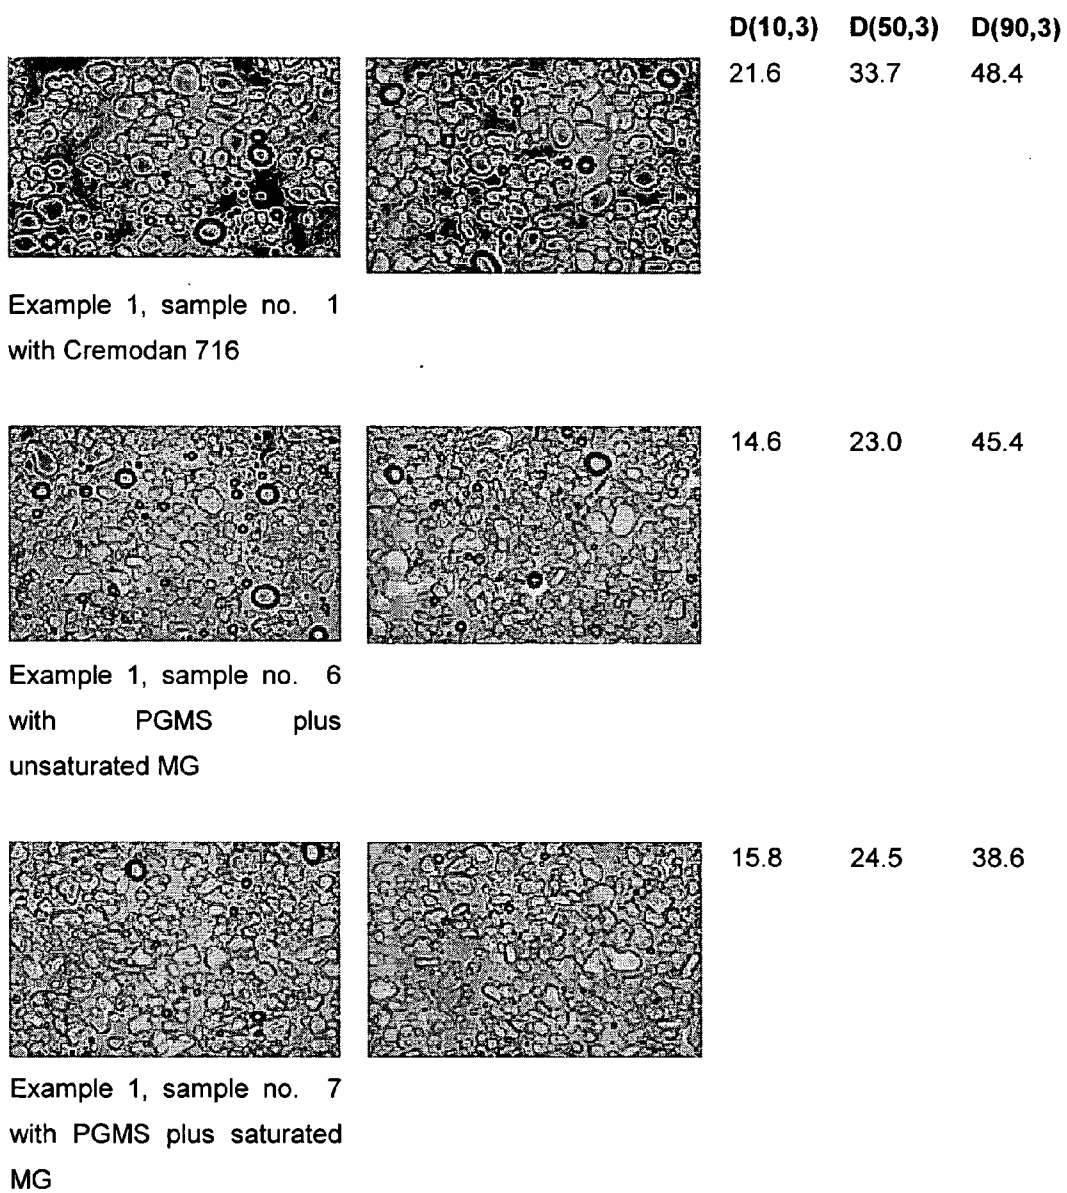 D(10,3) D(50,3) D(90,3)
21.6 33.7 48.4
Example 1, sample no. 1
with Cremodan 716
14.6 23.0 45.4
Example 1, sample no. 6
with PGMS plus
unsaturated MG
15.8 24.5 38.6
Example 1, sample no. 7
with PGMS plus saturated
MG